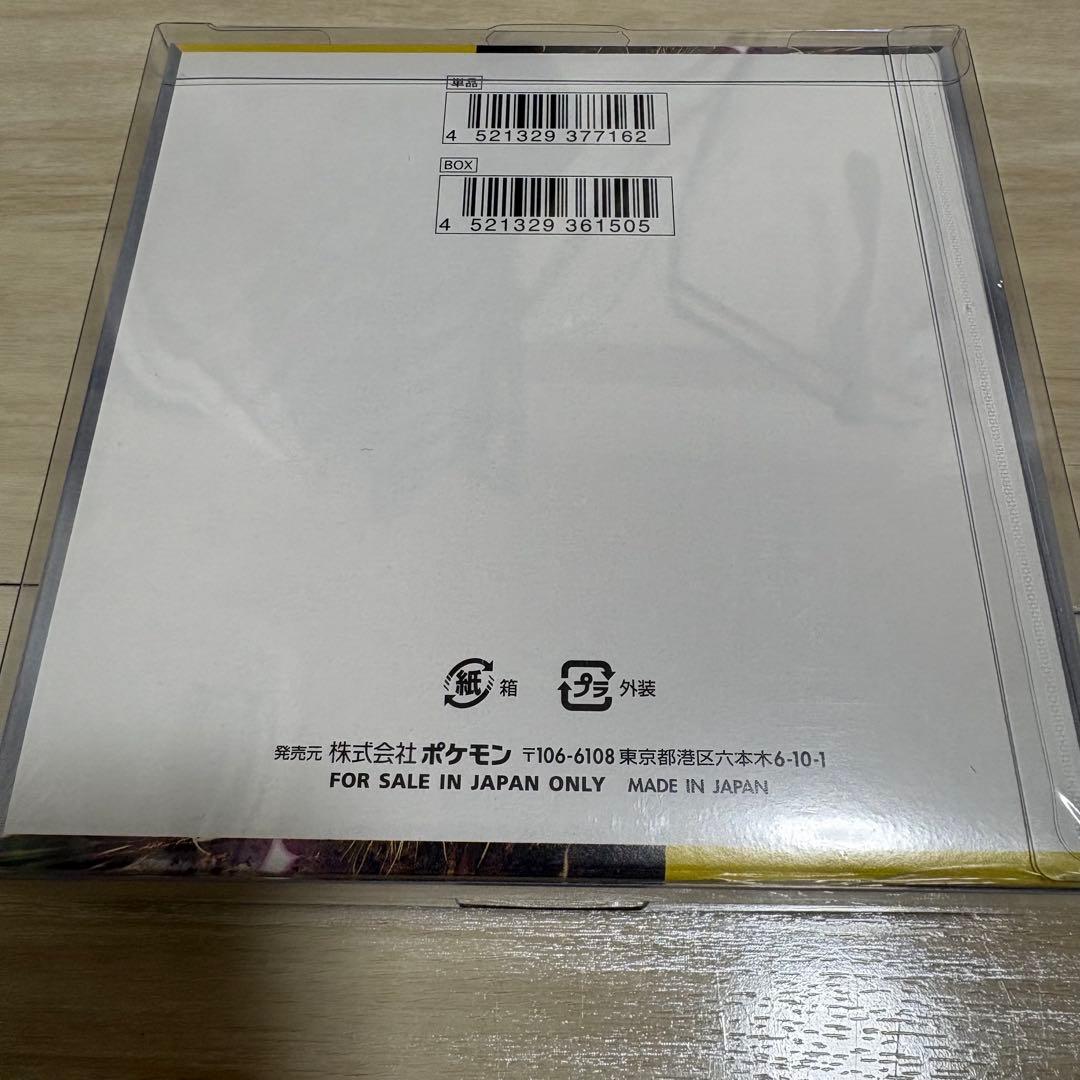 単品
4 521329 377162
BOX
4 521329 361505
紙 箱 プラ 外装
発売元 株式会社 ポケモン 〒106-6108 東京都港区六本木6-10-1
FOR SALE IN JAPAN ONLY MADE IN JAPAN